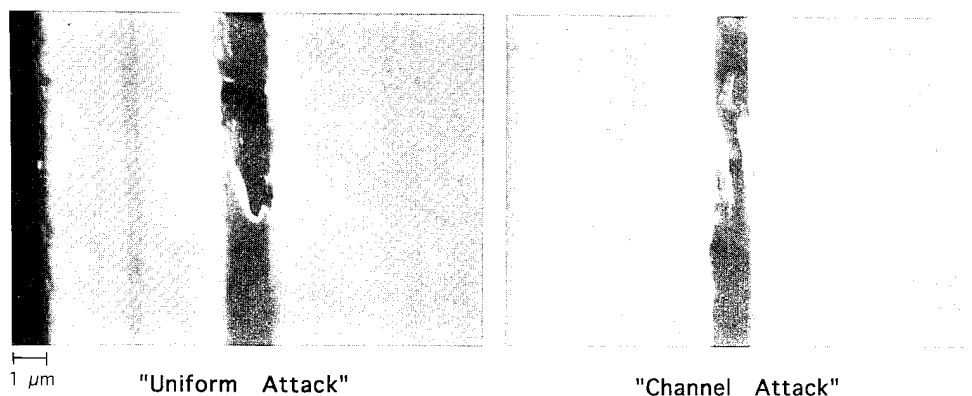 1 μm
"Uniform Attack"
"Channel Attack"